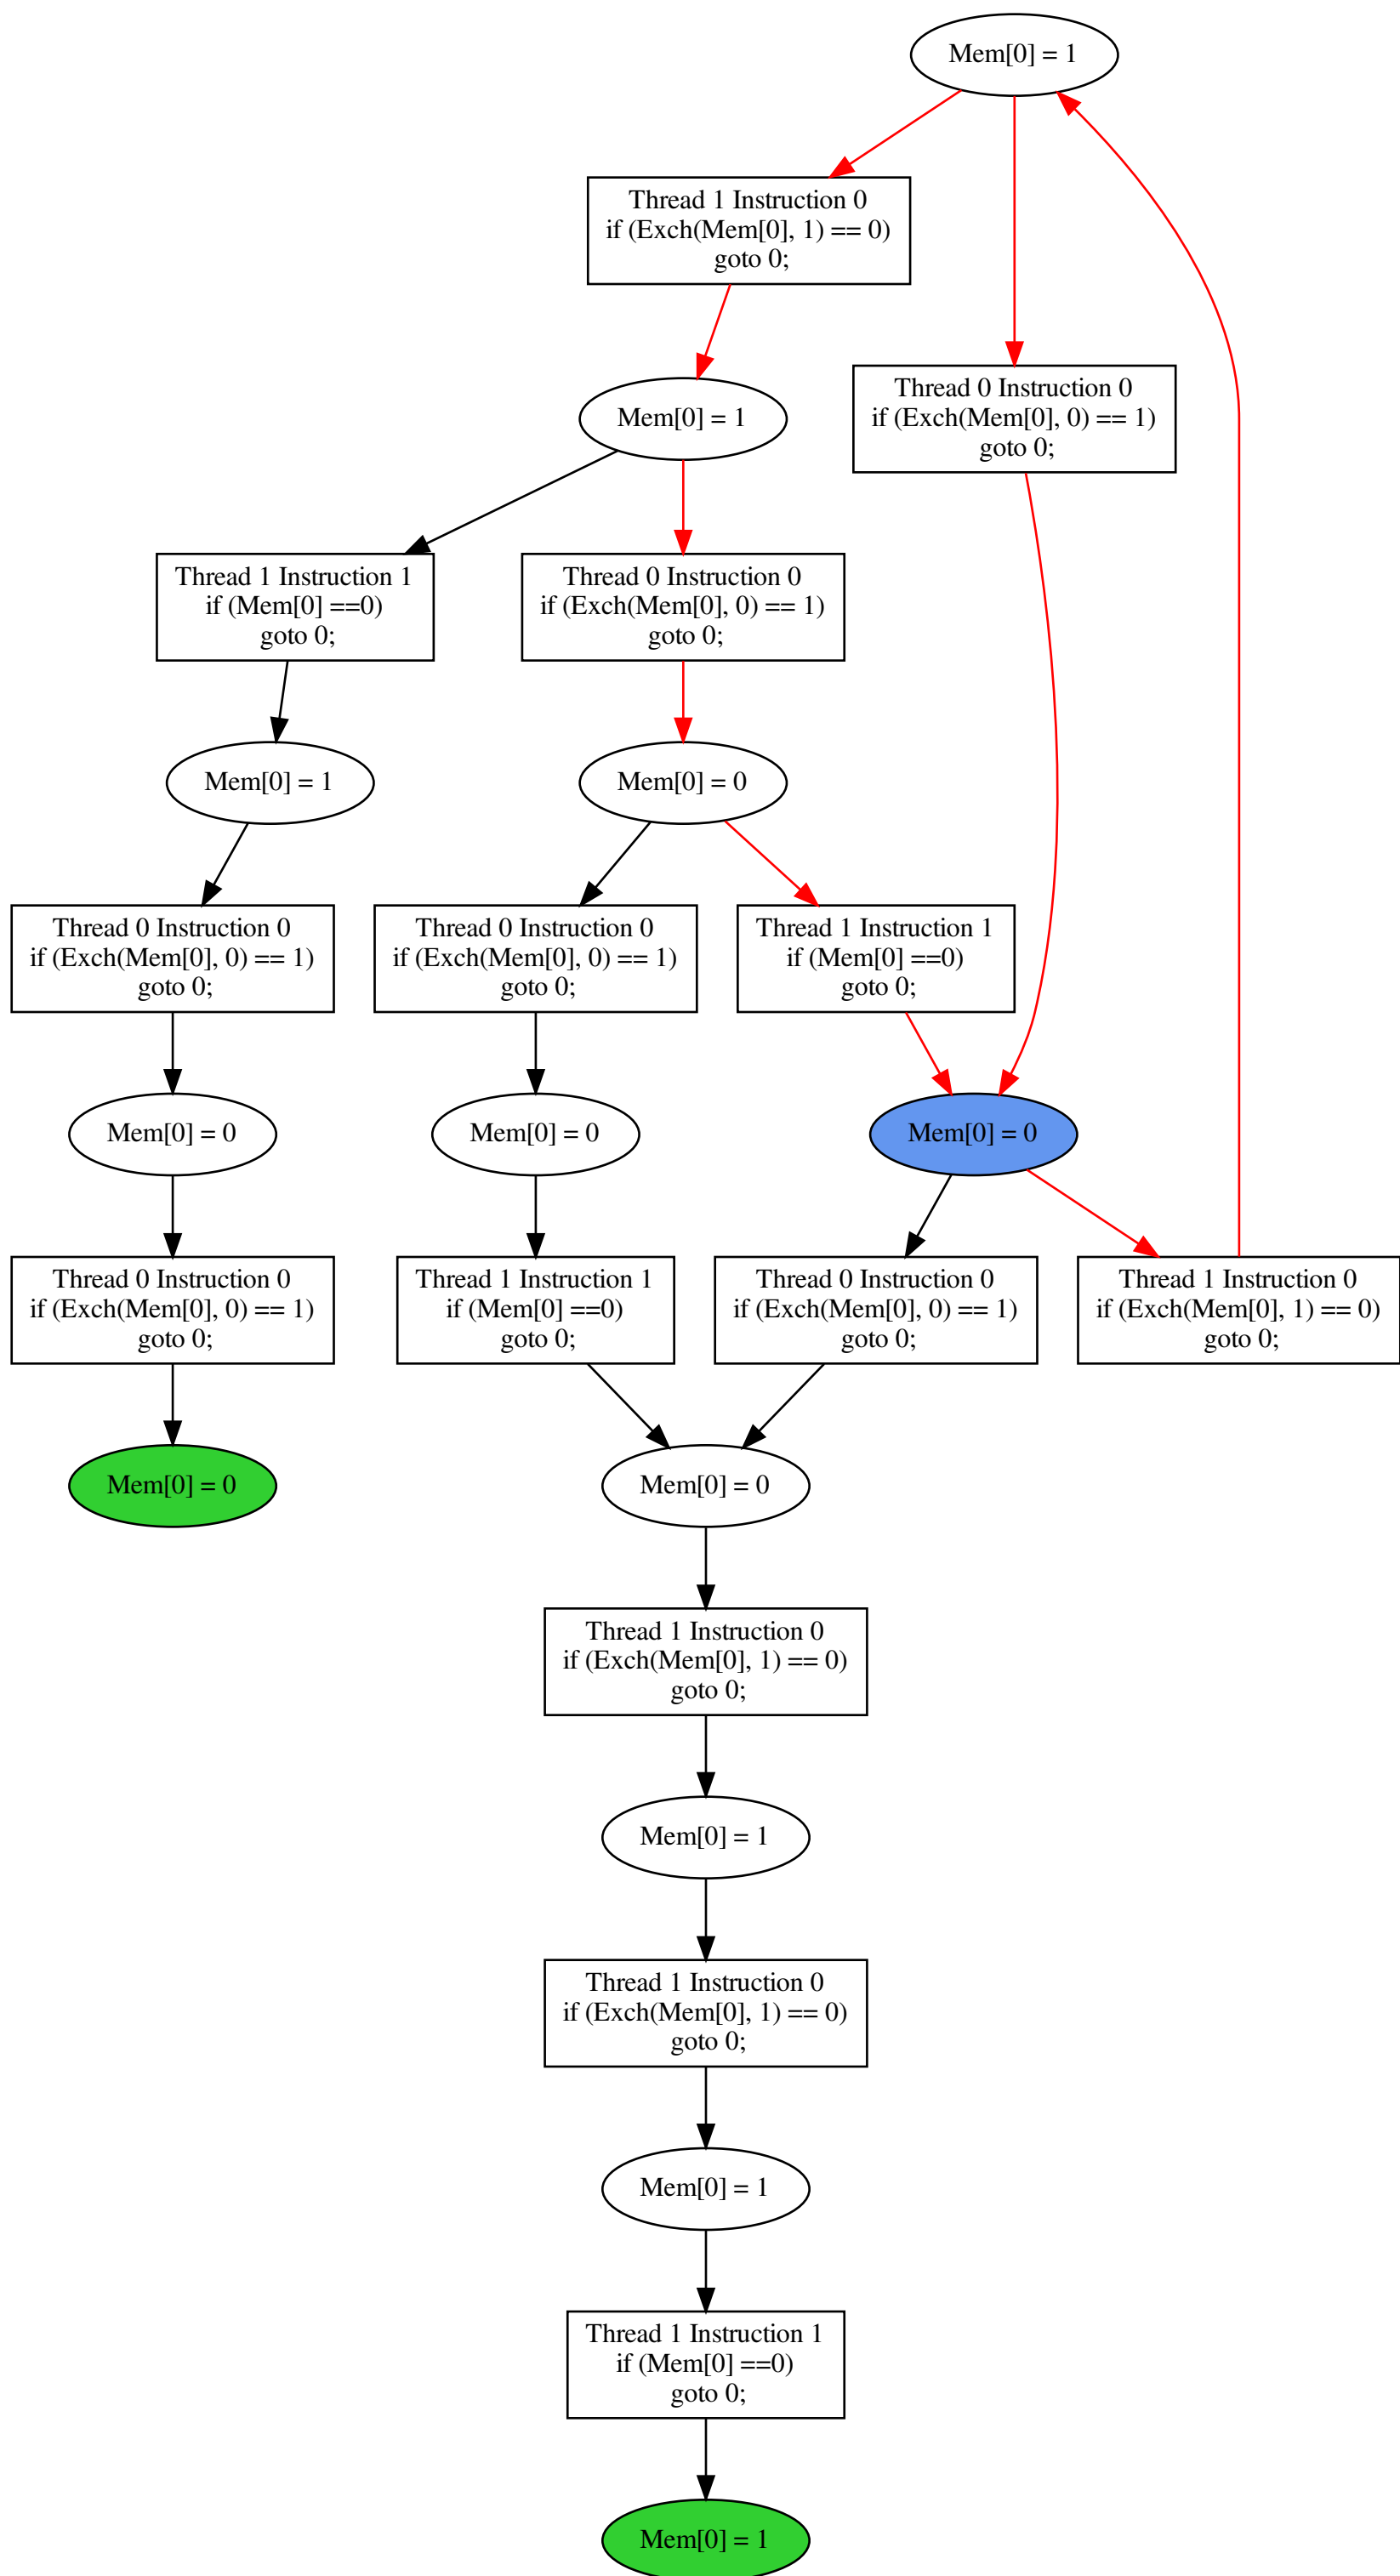 Mem[0] = 1
Thread 1 Instruction 0
if (Exch(Mem[0], 1) == 0)
goto 0;
Mem[0] = 1
Thread 0 Instruction 0
if (Exch(Mem[0], 0) == 1)
goto 0;
Thread 1 Instruction 1
if (Mem[0] ==0)
goto 0;
Thread 0 Instruction 0
if (Exch(Mem[0], 0) == 1)
goto 0;
Mem[0] = 1
Mem[0] = 0
Thread 0 Instruction 0
if (Exch(Mem[0], 0) == 1)
goto 0;
Thread 0 Instruction 0
if (Exch(Mem[0], 0) == 1)
goto 0;
Thread 1 Instruction 1
if (Mem[0] ==0)
goto 0;
Mem[0] = 0
Mem[0] = 0
Mem[0] = 0
Thread 0 Instruction 0
if (Exch(Mem[0], 0) == 1)
goto 0;
Thread 1 Instruction 1
if (Mem[0] ==0)
goto 0;
Thread 0 Instruction 0
if (Exch(Mem[0], 0) == 1)
goto 0;
Thread 1 Instruction 0
if (Exch(Mem[0], 1) == 0)
goto 0;
Mem[0] = 0
Mem[0] = 0
Thread 1 Instruction 0
if (Exch(Mem[0], 1) == 0)
goto 0;
Mem[0] = 1
Thread 1 Instruction 0
if (Exch(Mem[0], 1) == 0)
goto 0;
Mem[0] = 1
Thread 1 Instruction 1
if (Mem[0] ==0)
goto 0;
Mem[0] = 1